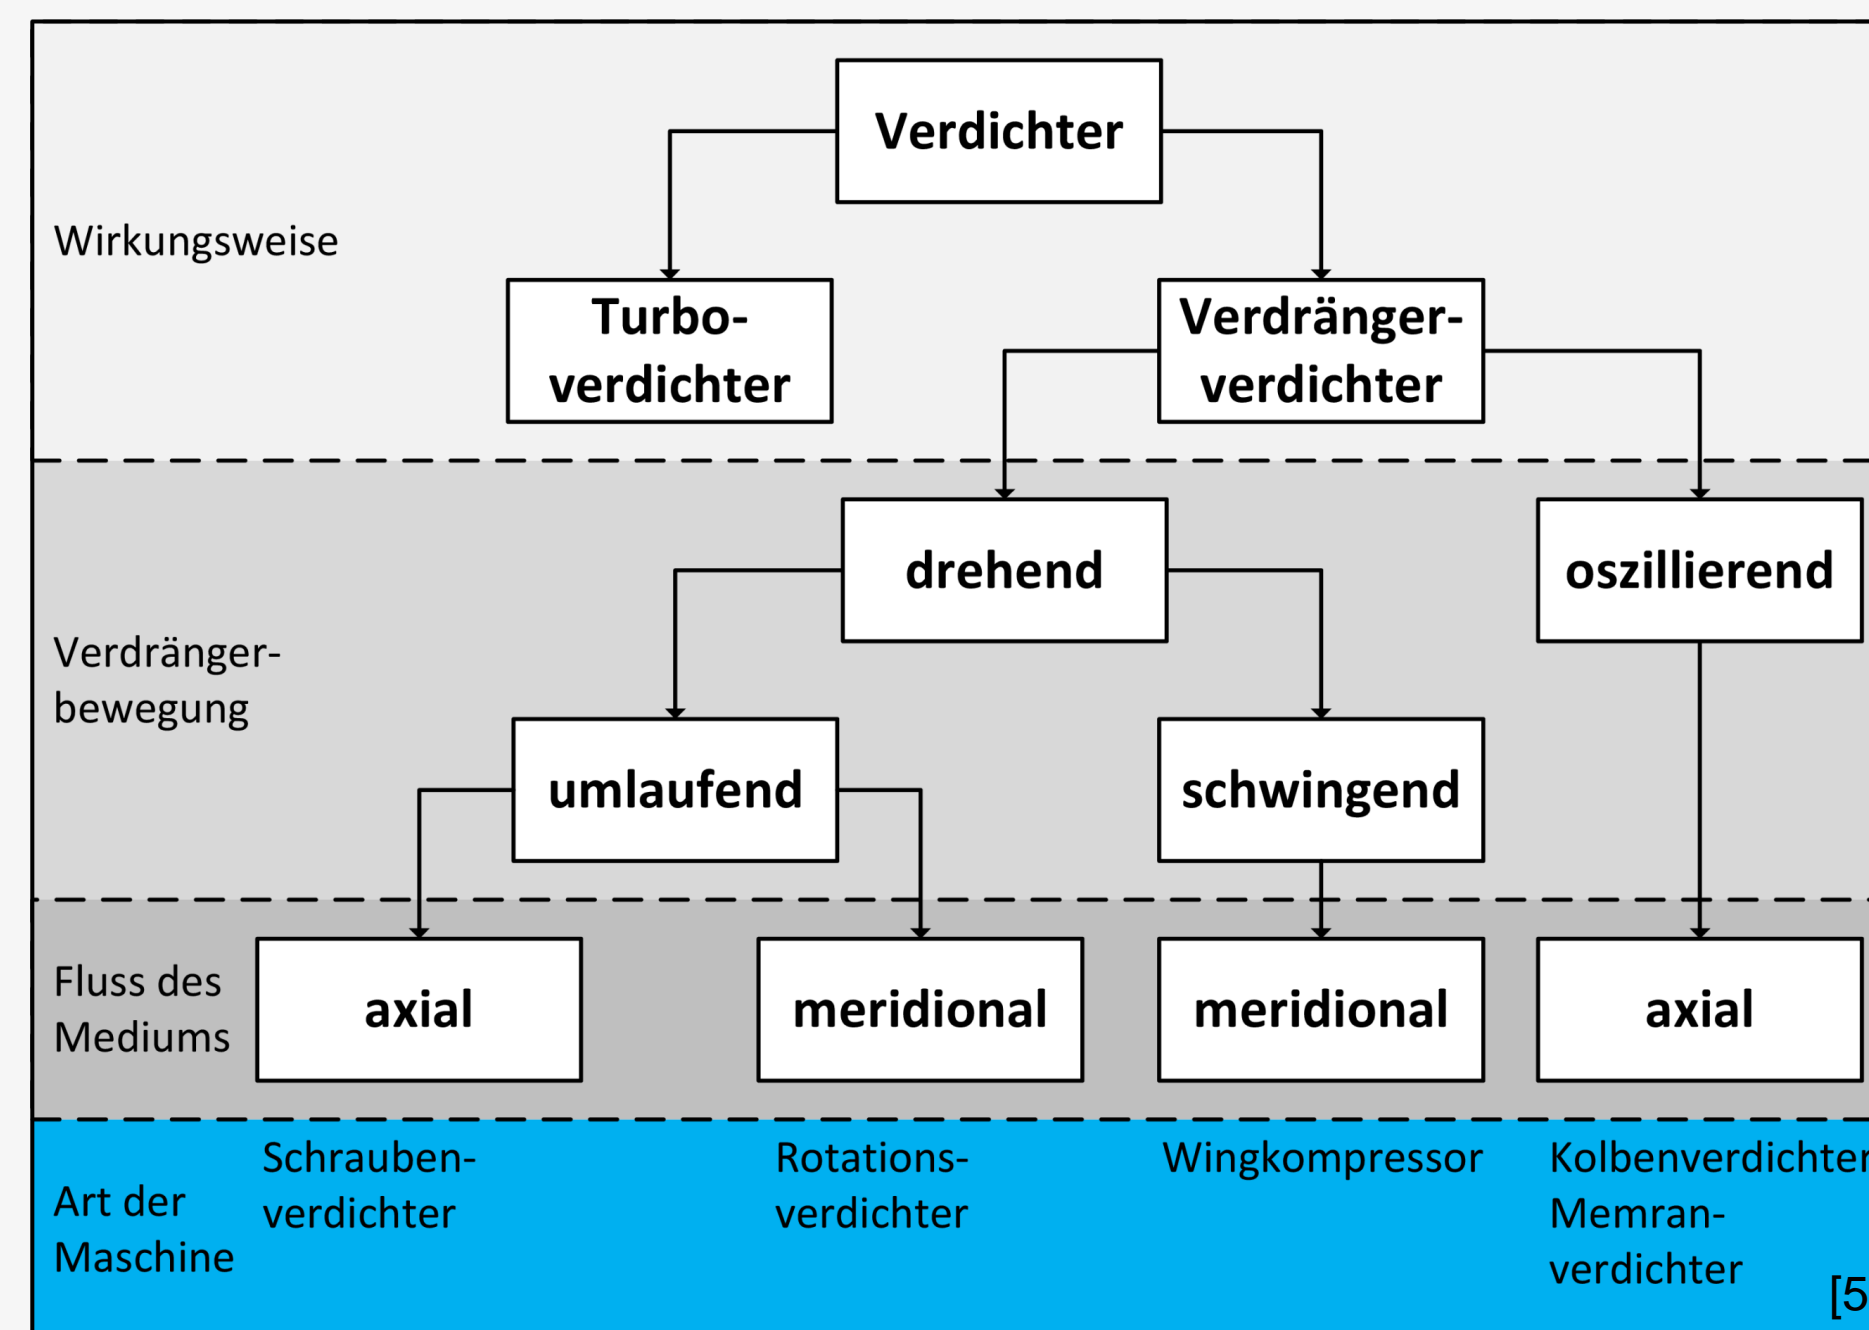 Verdichter
Wirkungsweise
Turbo-
verdichter
Verdränger-
verdichter
drehend
oszillierend
Verdränger-
bewegung
umlaufend
schwingend
Fluss des
Mediums
axial
meridional
meridional
axial
Art der
Maschine
Schrauben-
verdichter
Rotations-
verdichter
Wingkompressor
Kolbenverdichter
Memran-
verdichter
[5